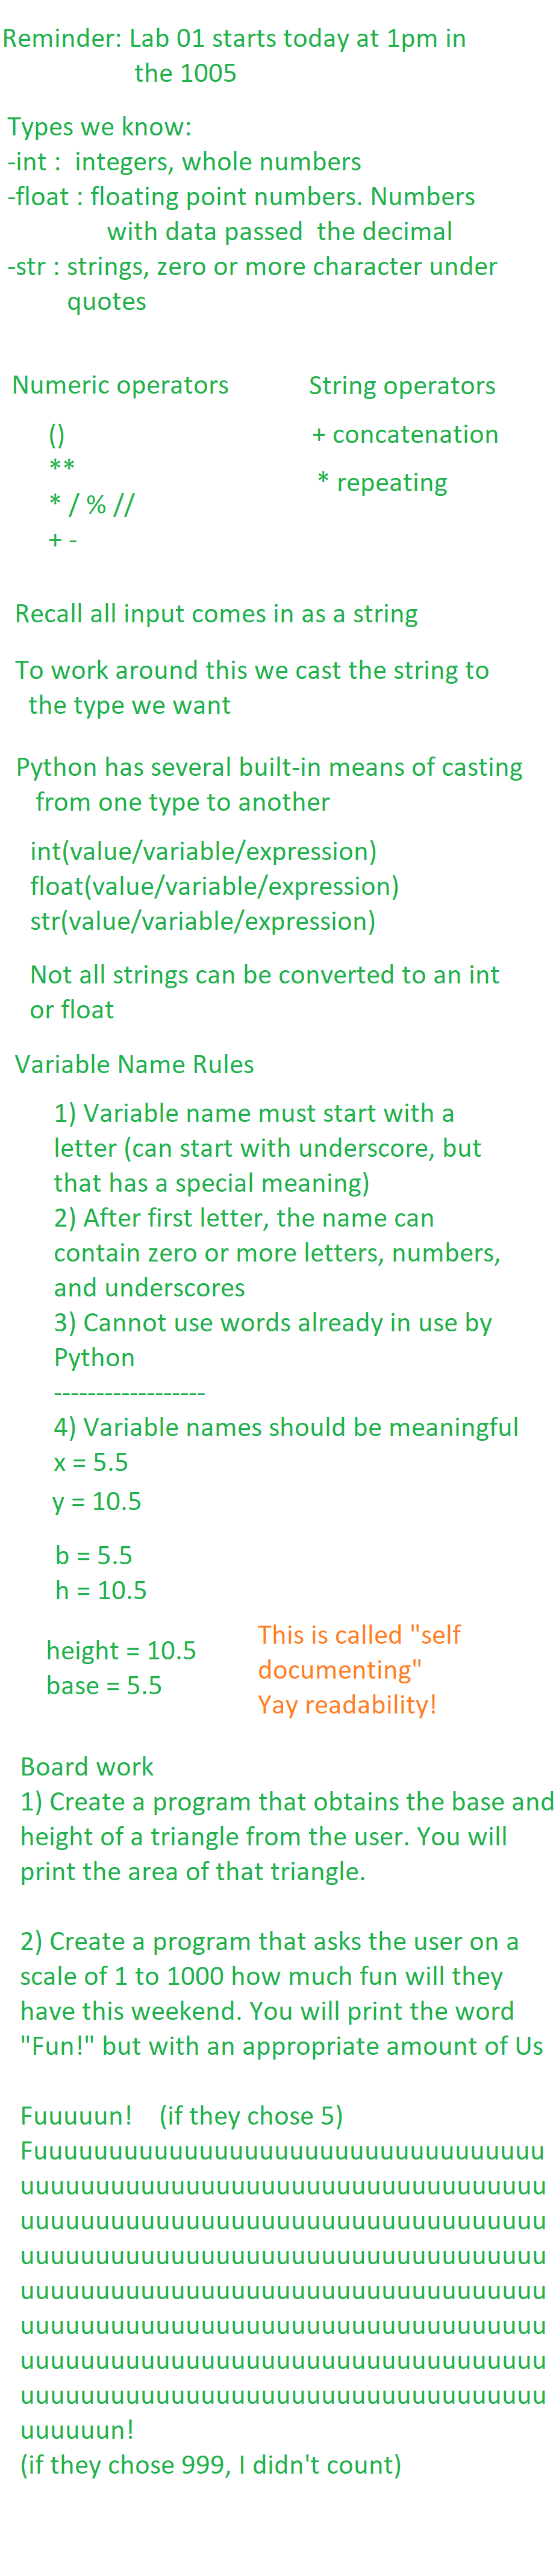 Reminder: Lab 01 starts today at 1pm in
the 1005
Types we know:
-int :  integers, whole numbers
-float : floating point numbers. Numbers
with data passed  the decimal
-str : strings, zero or more character under
quotes
Numeric operators
String operators
()
+ concatenation
**
* repeating
* / % //
+ -
Recall all input comes in as a string
To work around this we cast the string to
the type we want
Python has several built-in means of casting
from one type to another
int(value/variable/expression)
float(value/variable/expression)
str(value/variable/expression)
Not all strings can be converted to an int
or float
Variable Name Rules
1) Variable name must start with a
letter (can start with underscore, but
that has a special meaning)
2) After first letter, the name can
contain zero or more letters, numbers,
and underscores
3) Cannot use words already in use by
Python
------------------
4) Variable names should be meaningful
x = 5.5
y = 10.5
b = 5.5
h = 10.5
height = 10.5
base = 5.5
This is called "self
documenting"
Yay readability!
Board work
1) Create a program that obtains the base and
height of a triangle from the user. You will
print the area of that triangle.
2) Create a program that asks the user on a
scale of 1 to 1000 how much fun will they
have this weekend. You will print the word
"Fun!" but with an appropriate amount of Us
Fuuuuun!    (if they chose 5)
Fuuuuuuuuuuuuuuuuuuuuuuuuuuuuuuuuuu
uuuuuuuuuuuuuuuuuuuuuuuuuuuuuuuuuuu
uuuuuuuuuuuuuuuuuuuuuuuuuuuuuuuuuuu
uuuuuuuuuuuuuuuuuuuuuuuuuuuuuuuuuuu
uuuuuuuuuuuuuuuuuuuuuuuuuuuuuuuuuuu
uuuuuuuuuuuuuuuuuuuuuuuuuuuuuuuuuuu
uuuuuuuuuuuuuuuuuuuuuuuuuuuuuuuuuuu
uuuuuuuuuuuuuuuuuuuuuuuuuuuuuuuuuuu
uuuuuun!
(if they chose 999, I didn't count)